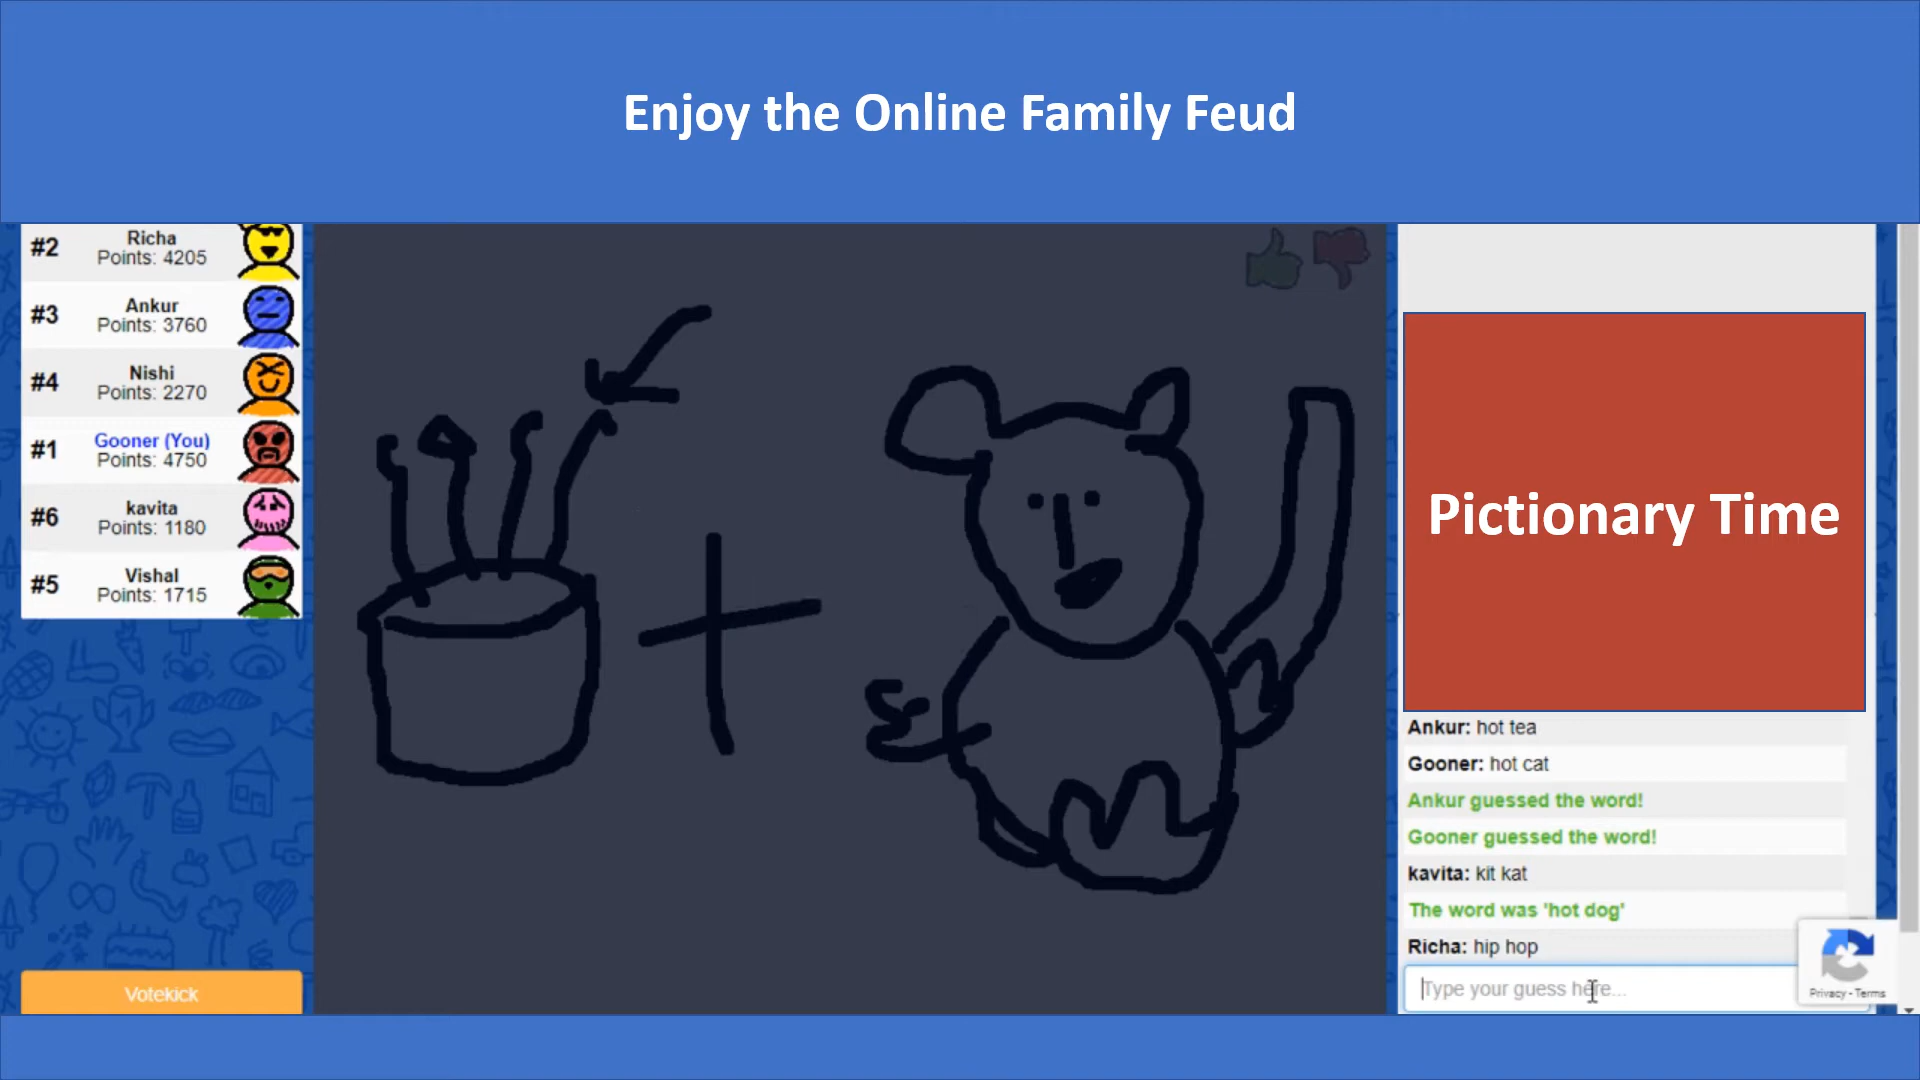 Enjoy the Online Family Feud
#2 Richa
Points: 4205
#3 Ankur
Points: 3760
#4 Nishi
Points: 2270
#1 Gooner (You)
Points: 4750
#6 kavita
Points: 1180
#5 Vishal
Points: 1715
Votekick
Pictionary Time
Ankur: hot tea
Gooner: hot cat
Ankur guessed the word!
Gooner guessed the word!
kavita: kit kat
The word was 'hot dog'
Richa: hip hop
Type your guess here...
Privacy - Terms